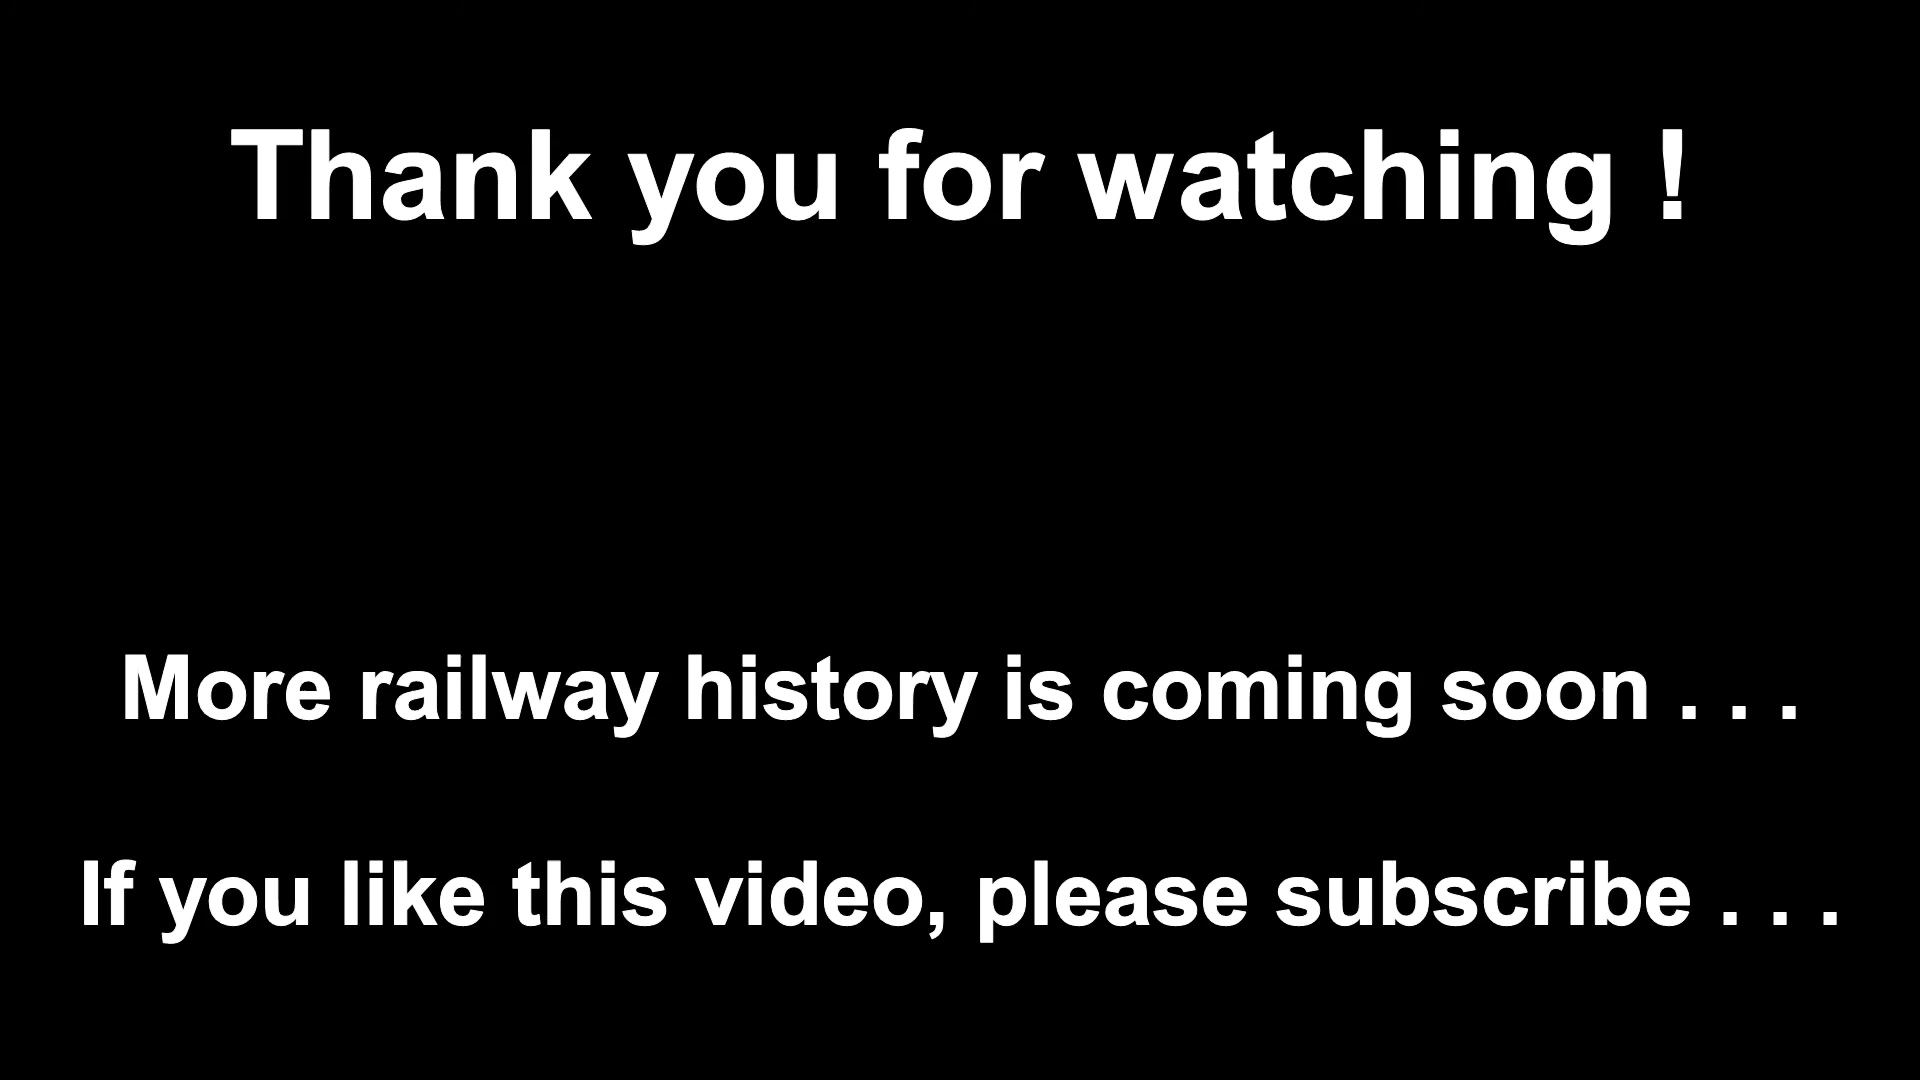 Thank you for watching !
More railway history is coming soon . . .
If you like this video, please subscribe . . .